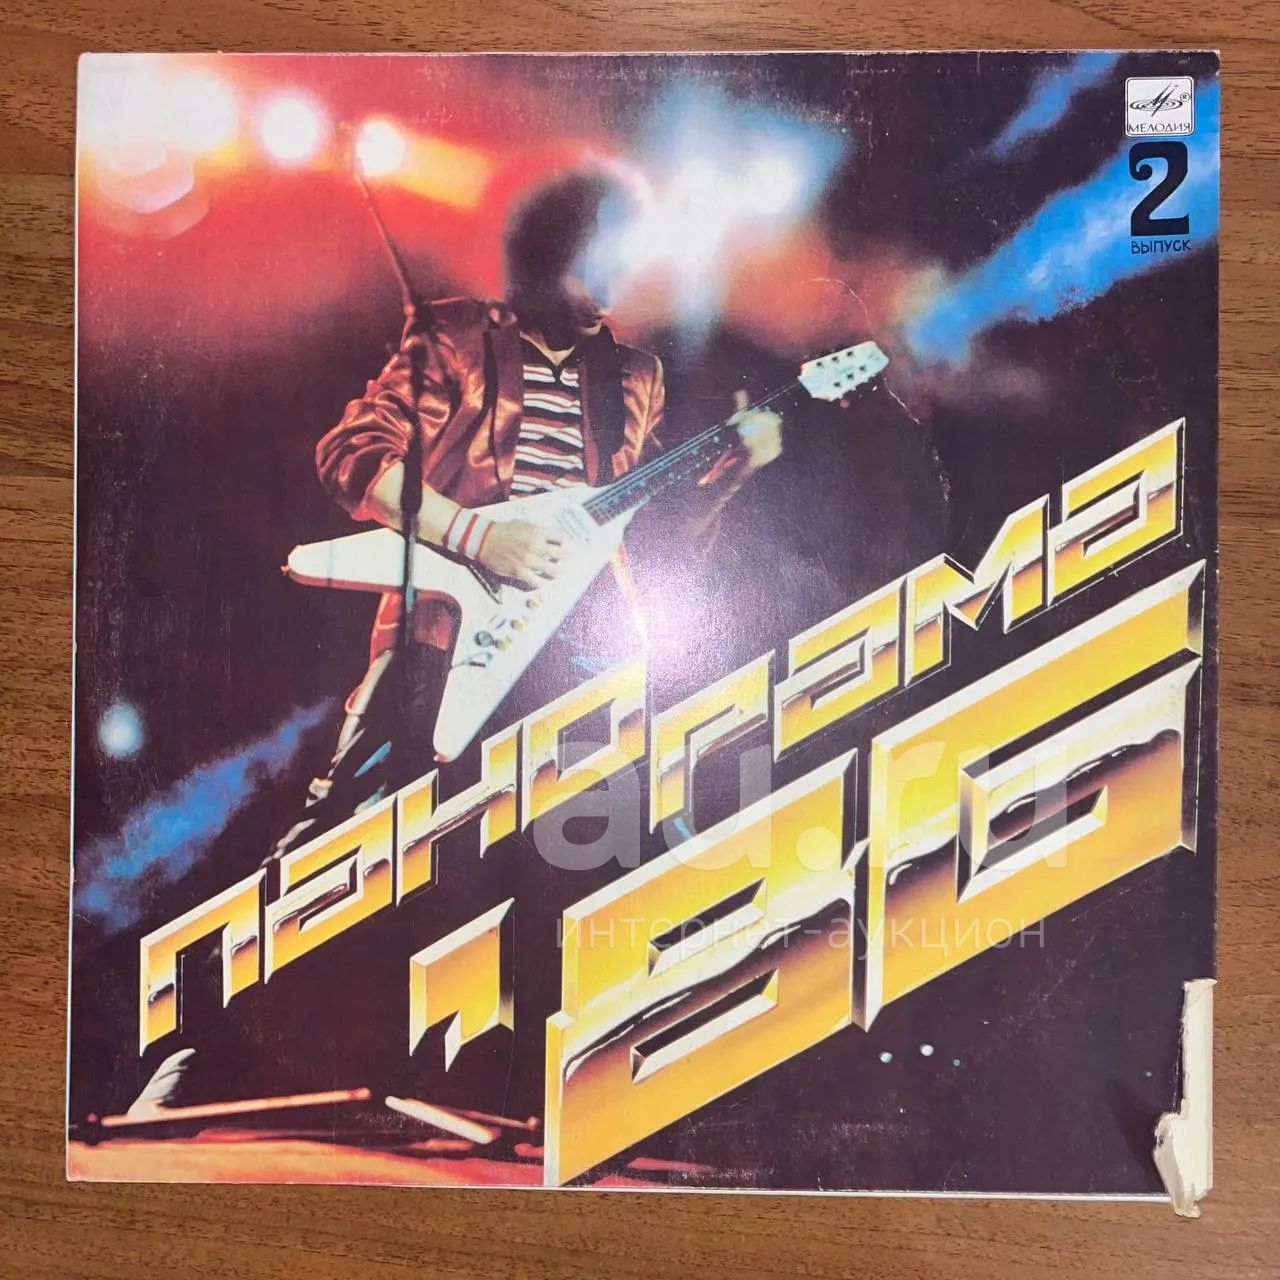 МЕЛОДИЯ
2
ВЫПУСК
ПАНОРАМА
'86
au.ru
интернет-аукцион